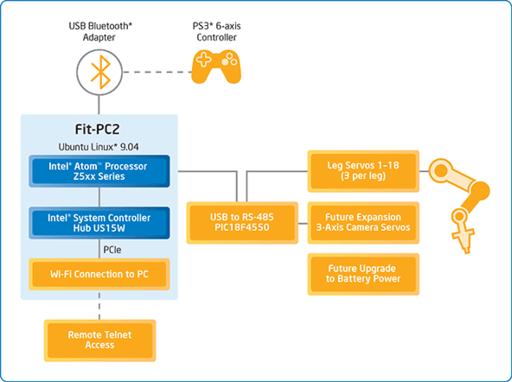 USB Bluetooth*
Adapter
PS3* 6-axis
Controller
Fit-PC2
Ubuntu Linux* 9.04
Intel® Atom™ Processor
Z5xx Series
Intel® System Controller
Hub US15W
PCIe
Wi-Fi Connection to PC
Remote Telnet
Access
USB to RS-485
PIC18F4550
Leg Servos 1–18
(3 per leg)
Future Expansion
3-Axis Camera Servos
Future Upgrade
to Battery Power